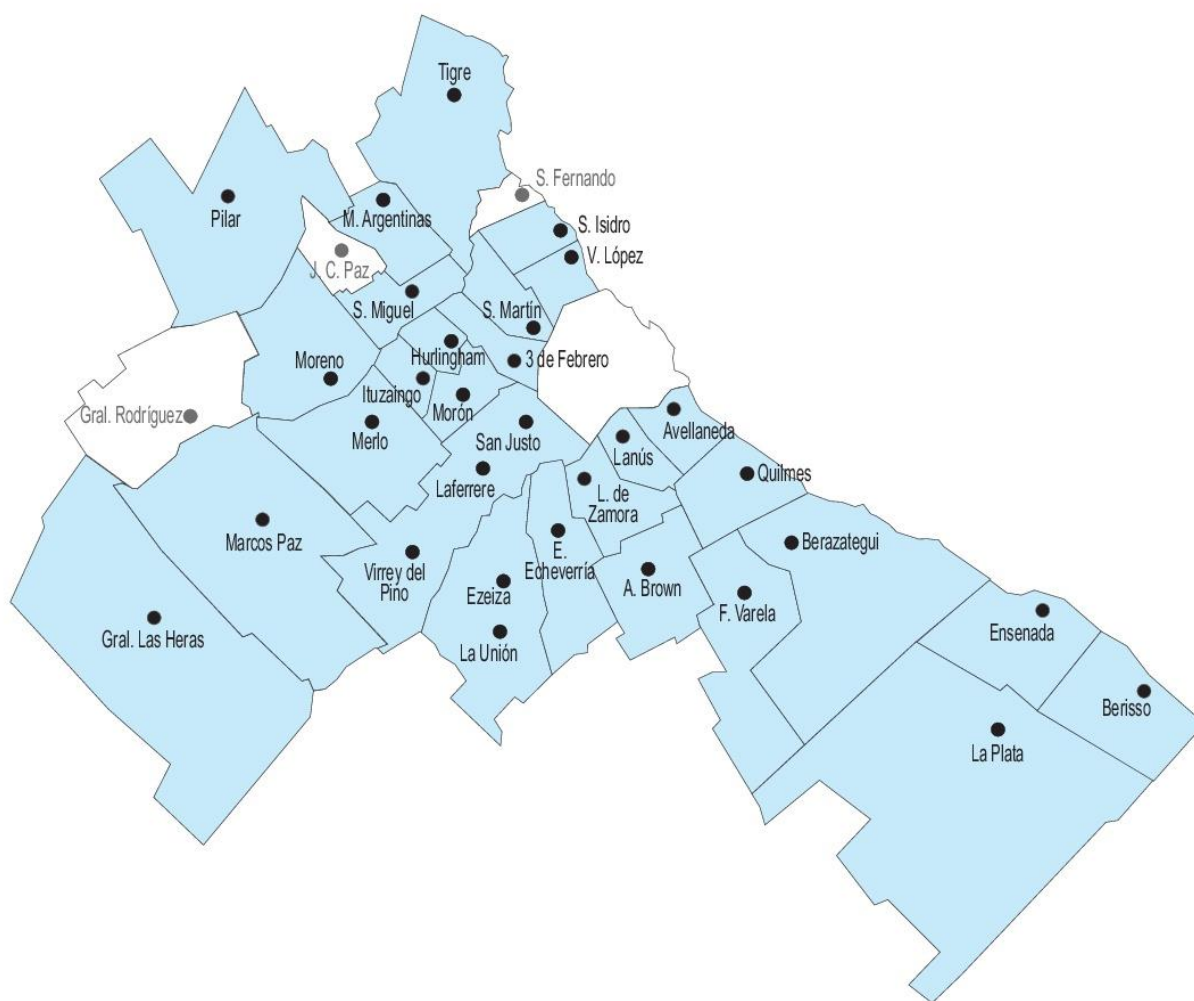 Tigre
S. Fernando
Pilar
M. Argentinas
S. Isidro
V. López
J. C. Paz
S. Miguel
S. Martín
Hurlingham
3 de Febrero
Moreno
Ituzaingo
Morón
Gral. Rodríguez
Merlo
San Justo
Avellaneda
Lanús
Laferrere
Quilmes
L. de
Zamora
Marcos Paz
Virrey del
Pino
E.
Echeverría
Berazategui
Ezeiza
A. Brown
F. Varela
Gral. Las Heras
La Unión
Ensenada
Berisso
La Plata